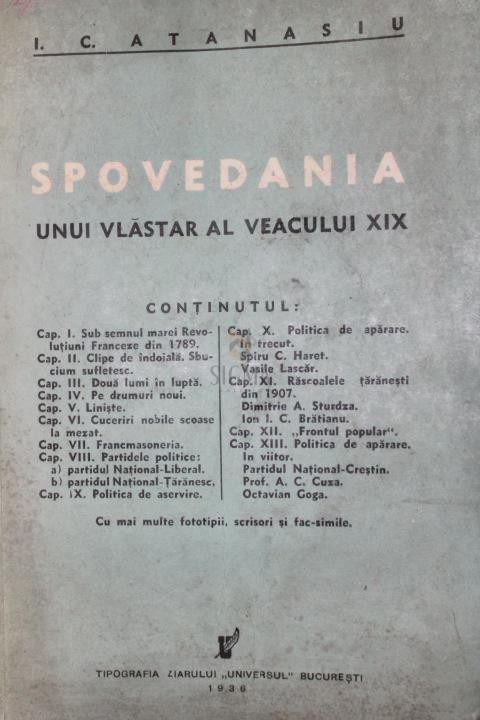 I. C. ATANASIU
SPOVEDANIA
UNUI VLĂSTAR AL VEACULUI XIX
CONȚINUTUL:
Cap. I. Sub semnul marei Revo-
luțiuni Franceze din 1789.
Cap. II. Clipe de îndoială. Sbu-
cium sufletesc.
Cap. III. Două lumi în luptă.
Cap. IV. Pe drumuri noui.
Cap. V. Liniște.
Cap. VI. Cuceriri nobile scoase
la mezat.
Cap. VII. Francmasoneria.
Cap. VIII. Partidele politice:
a) partidul Național-Liberal.
b) partidul Național-Țărănesc.
Cap. IX. Politica de aservire.
Cap. X. Politica de apărare.
In trecut.
Spiru C. Haret.
Vasile Lascăr.
Cap. XI. Răscoalele țărănești
din 1907.
Dimitrie A. Sturdza.
Ion I. C. Brătianu.
Cap. XII. „Frontul popular".
Cap. XIII. Politica de apărare.
In viitor.
Partidul Național-Creștin.
Prof. A. C. Cuza.
Octavian Goga.
Cu mai multe fototipii, scrisori și fac-simile.
TIPOGRAFIA ZIARULUI „UNIVERSUL" BUCUREȘTI
1936